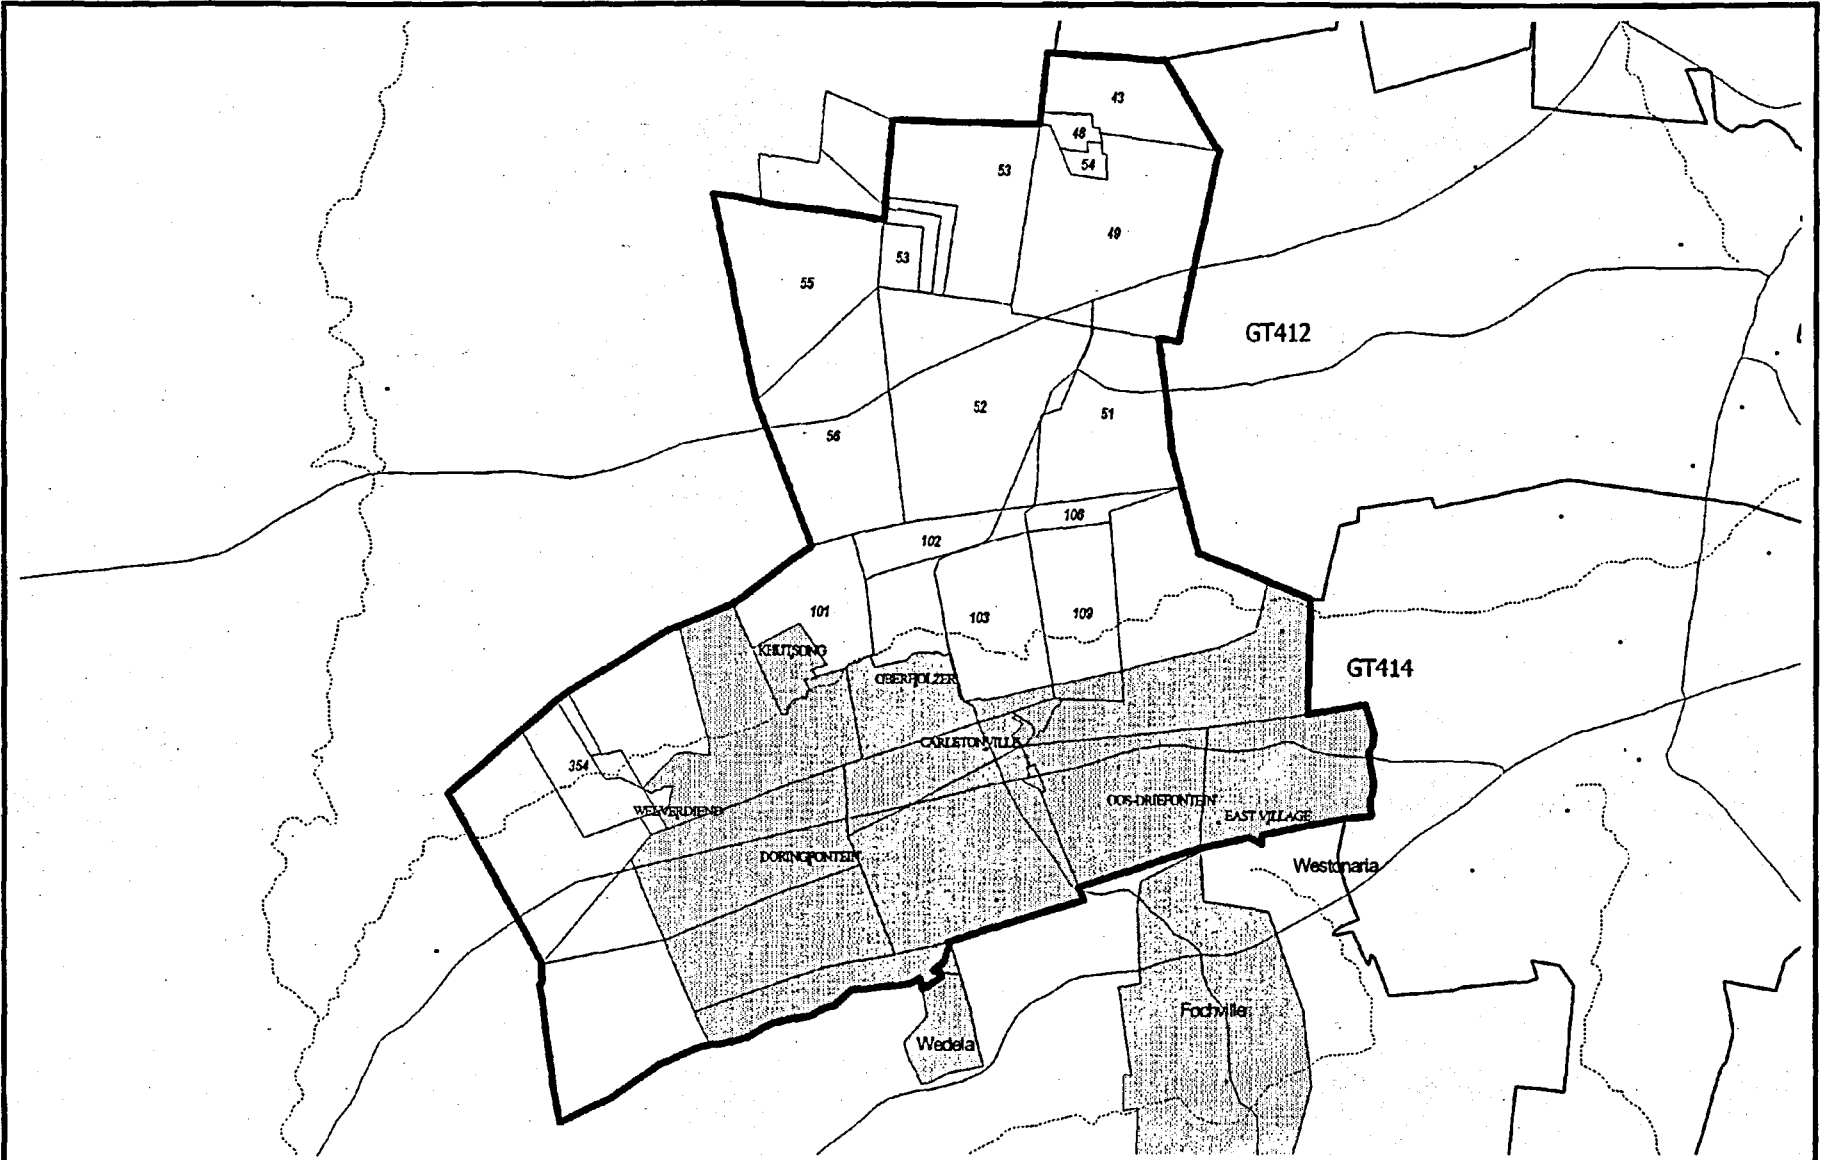 43
48
54
53
49
53
55
GT412
52
51
56
106
102
101
103
109
KHUTSONG
GT414
OBERHOLZER
CARLETONVILLE
354
OOS-DRIEFONTEIN
WELVERDIEND
EAST VILLAGE
DORINGFONTEIN
Westonaria
Fochville
Wedela